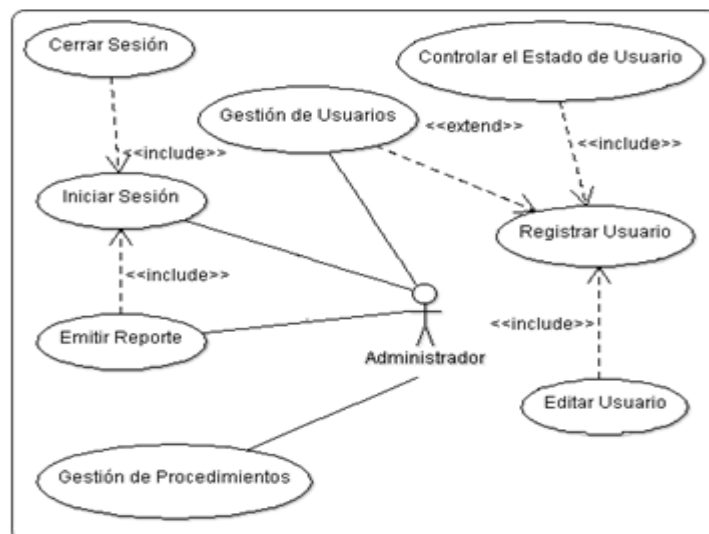 Cerrar Sesión
Controlar el Estado de Usuario
Gestión de Usuarios
<<extend>>
<<include>>
<<include>>
Iniciar Sesión
Registrar Usuario
<<include>>
<<include>>
Emitir Reporte
Administrador
Editar Usuario
Gestión de Procedimientos